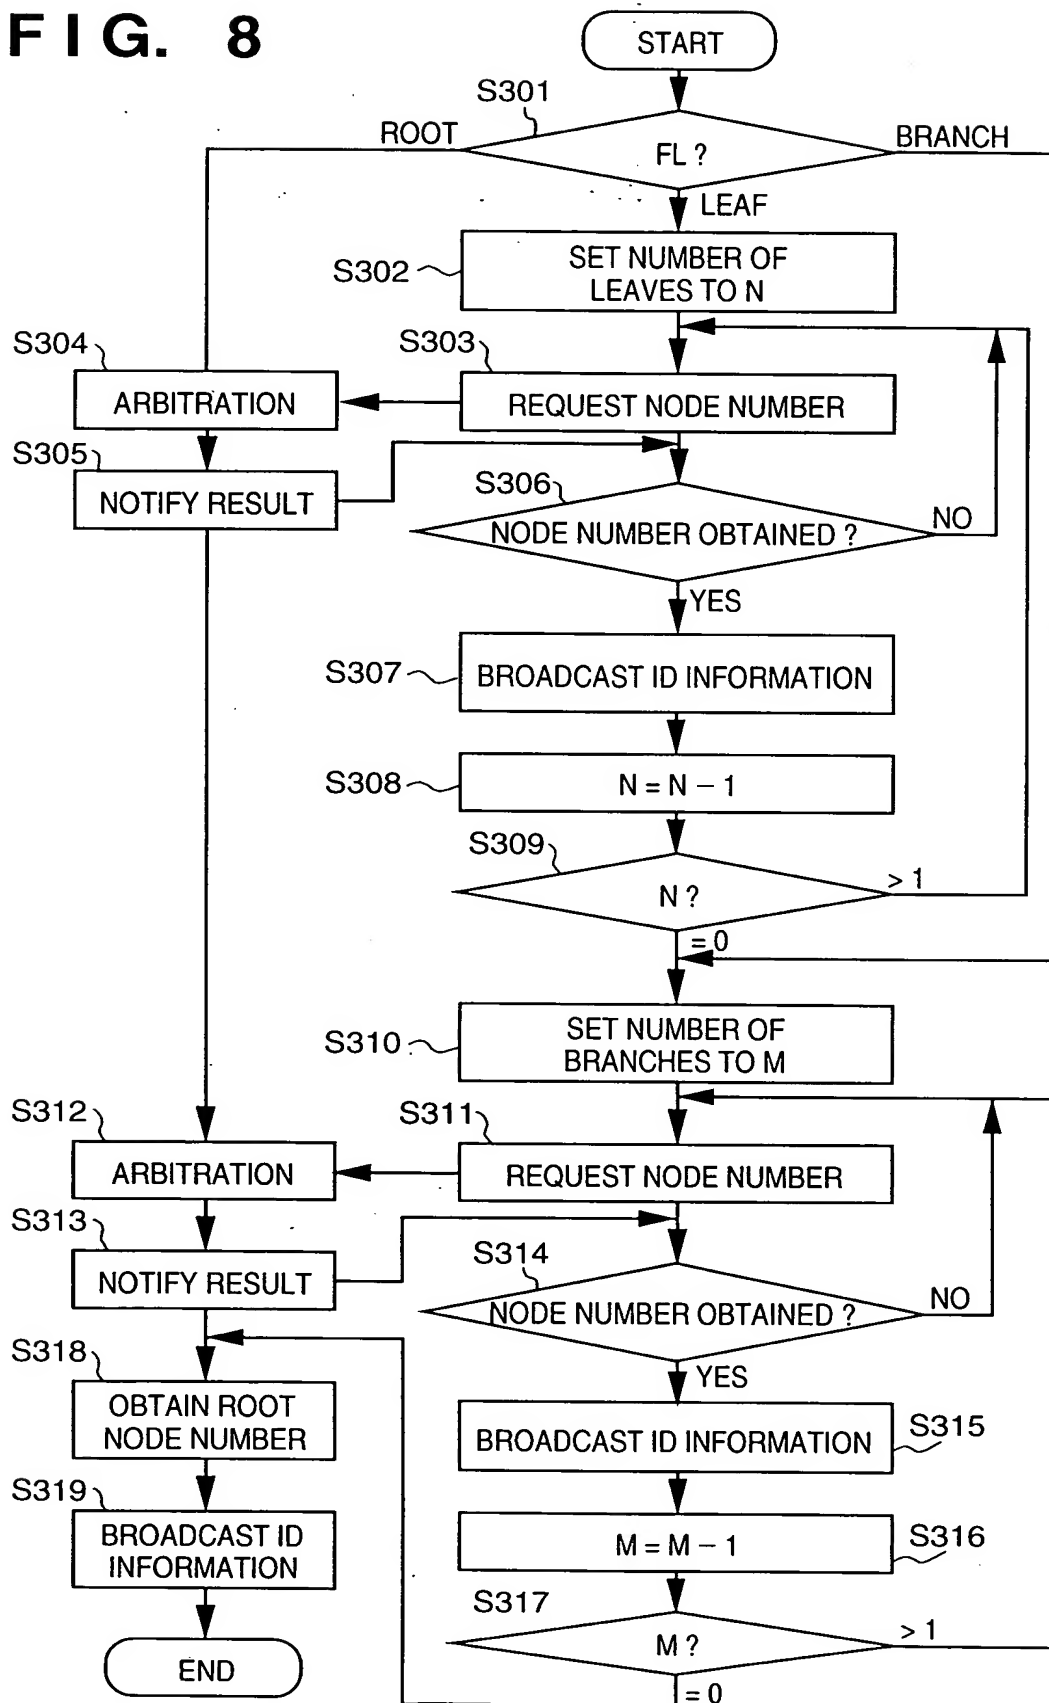 FIG. 8
START
S301
ROOT
FL ?
BRANCH
LEAF
S302
SET NUMBER OF
LEAVES TO N
S304
S303
ARBITRATION
REQUEST NODE NUMBER
S305
NOTIFY RESULT
S306
NODE NUMBER OBTAINED ?
NO
YES
S307
BROADCAST ID INFORMATION
S308
N = N − 1
S309
N ?
> 1
= 0
S310
SET NUMBER OF
BRANCHES TO M
S312
S311
ARBITRATION
REQUEST NODE NUMBER
S313
NOTIFY RESULT
S314
NODE NUMBER OBTAINED ?
NO
YES
S318
OBTAIN ROOT
NODE NUMBER
BROADCAST ID INFORMATION
S315
S319
BROADCAST ID
INFORMATION
M = M − 1
S316
S317
M ?
> 1
= 0
END